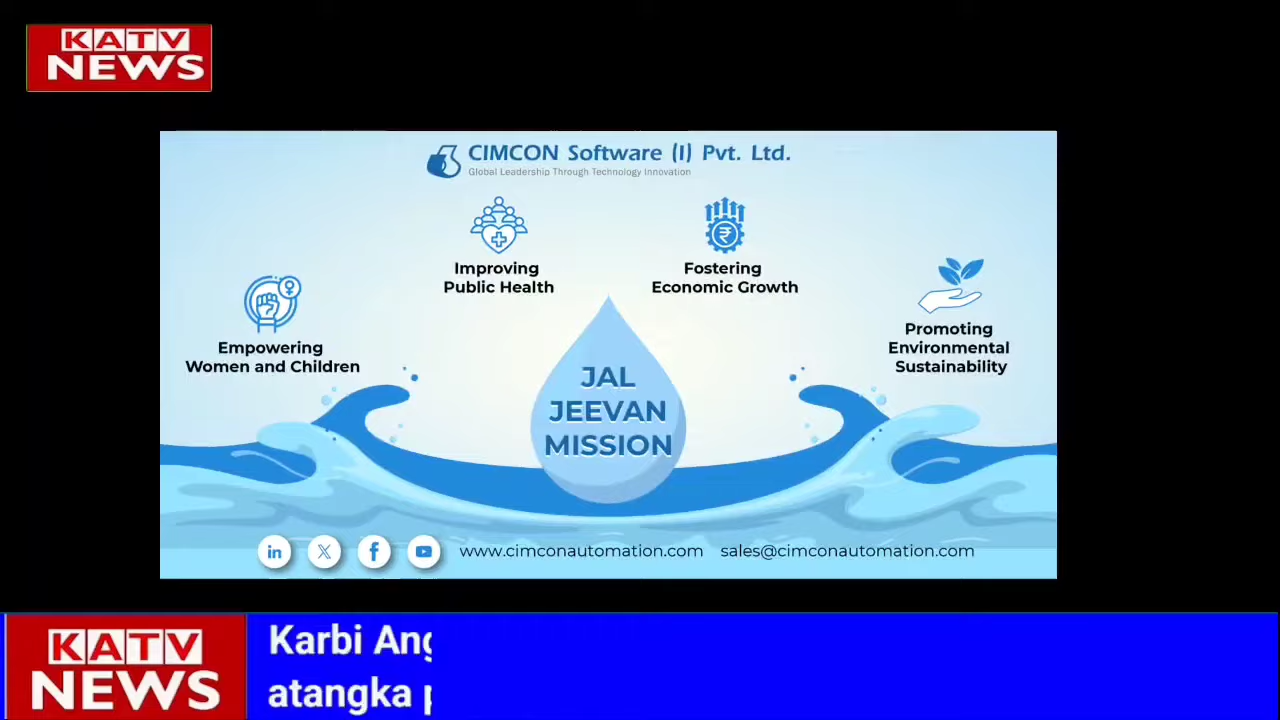 KATV
NEWS
CIMCON Software (I) Pvt. Ltd.
Global Leadership Through Technology Innovation
Improving
Public Health
Fostering
Economic Growth
Empowering
Women and Children
Promoting
Environmental
Sustainability
JAL
JEEVAN
MISSION
in
X
f
www.cimconautomation.com sales@cimconautomation.com
KATV
NEWS
Karbi
atangka